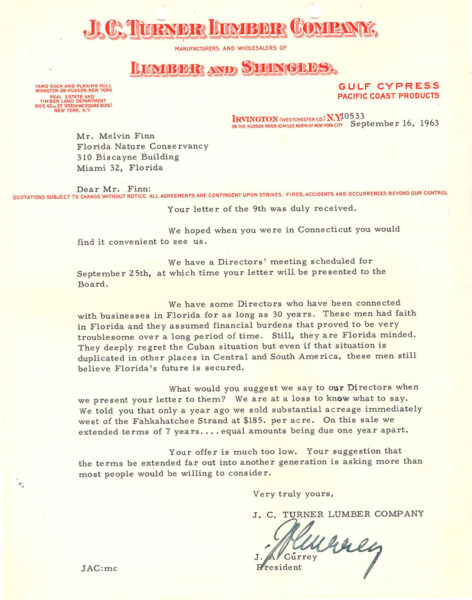 J. C. TURNER LUMBER COMPANY,
MANUFACTURERS AND WHOLESALERS OF
LUMBER AND SHINGLES.
YARD DOCK AND PLANING MILL
IRVINGTON-ON-HUDSON, NEW YORK
REAL ESTATE AND
TIMBER LAND DEPARTMENT
100 E. 42nd ST. (PERSHING SQUARE BLDG.)
NEW YORK, N.Y.
GULF CYPRESS
PACIFIC COAST PRODUCTS
IRVINGTON (WESTCHESTER CO.) N.Y. 10533
ON THE HUDSON RIVER 10 MILES NORTH OF NEW YORK CITY
September 16, 1963
Mr. Melvin Finn
Florida Nature Conservancy
310 Biscayne Building
Miami 32, Florida
Dear Mr. Finn:
QUOTATIONS SUBJECT TO CHANGE WITHOUT NOTICE ALL AGREEMENTS ARE CONTINGENT UPON STRIKES, FIRES, ACCIDENTS AND OCCURRENCES BEYOND OUR CONTROL
Your letter of the 9th was duly received.
We hoped when you were in Connecticut you would
find it convenient to see us.
We have a Directors' meeting scheduled for
September 25th, at which time your letter will be presented to the
Board.
We have some Directors who have been connected
with businesses in Florida for as long as 30 years. These men had faith
in Florida and they assumed financial burdens that proved to be very
troublesome over a long period of time. Still, they are Florida minded.
They deeply regret the Cuban situation but even if that situation is
duplicated in other places in Central and South America, these men still
believe Florida's future is secured.
What would you suggest we say to our Directors when
we present your letter to them? We are at a loss to know what to say.
We told you that only a year ago we sold substantial acreage immediately
west of the Fahkahatchee Strand at $185. per acre. On this sale we
extended terms of 7 years....equal amounts being due one year apart.
Your offer is much too low. Your suggestion that
the terms be extended far out into another generation is asking more than
most people would be willing to consider.
Very truly yours,
J. C. TURNER LUMBER COMPANY
J. A. Currey
President
JAC:mc